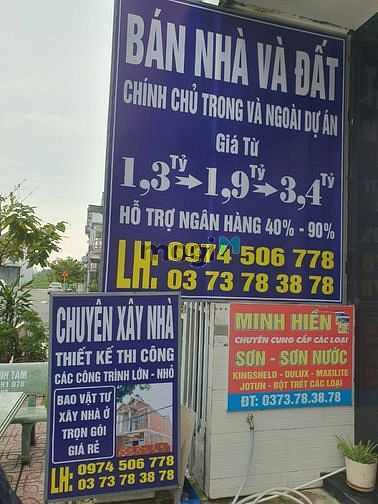 BÁN NHÀ VÀ ĐẤT
CHÍNH CHỦ TRONG VÀ NGOÀI DỰ ÁN
Giá Từ
1,3 Tỷ → 1,9 Tỷ → 3,4 Tỷ
HỖ TRỢ NGÂN HÀNG 40% - 90%
mogi
LH: 0974 506 778
03 73 78 38 78
CHUYÊN XÂY NHÀ
THIẾT KẾ THI CÔNG
CÁC CÔNG TRÌNH LỚN - NHỎ
BAO VẬT TƯ
XÂY NHÀ Ở
TRỌN GÓI
GIÁ RẺ
LH: 0974 506 778
03 73 78 38 78
MINH HIỀN
CHUYÊN CUNG CẤP CÁC LOẠI
SƠN - SƠN NƯỚC
KINGSHELD - DULUX - MAXILITE
JOTUN - BỘT TRÉT CÁC LOẠI
ĐT: 0373.78.38.78